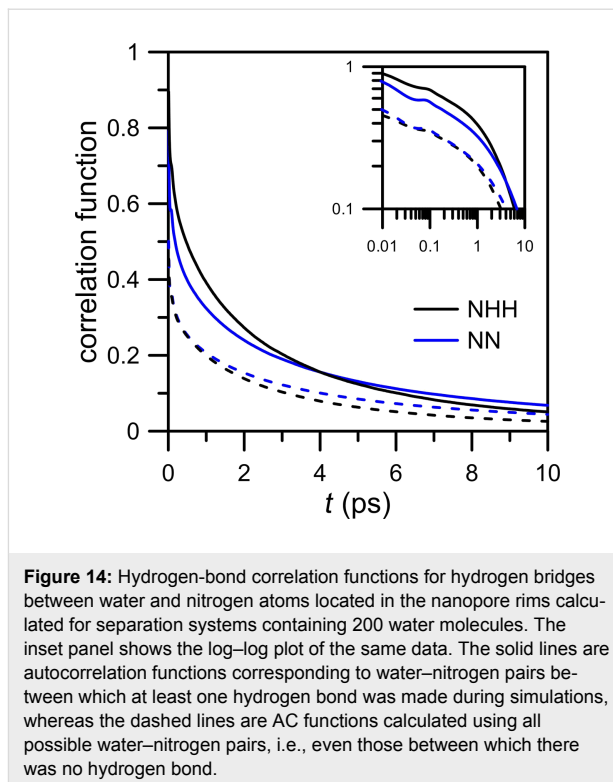 1
0.8
0.6
0.4
0.2
0
correlation function
0 2 4 6 8 10
t (ps)
1
0.1
0.01 0.1 1 10
NHH
NN
Figure 14: Hydrogen-bond correlation functions for hydrogen bridges
between water and nitrogen atoms located in the nanopore rims calcu-
lated for separation systems containing 200 water molecules. The
inset panel shows the log–log plot of the same data. The solid lines are
autocorrelation functions corresponding to water–nitrogen pairs be-
tween which at least one hydrogen bond was made during simulations,
whereas the dashed lines are AC functions calculated using all
possible water–nitrogen pairs, i.e., even those between which there
was no hydrogen bond.